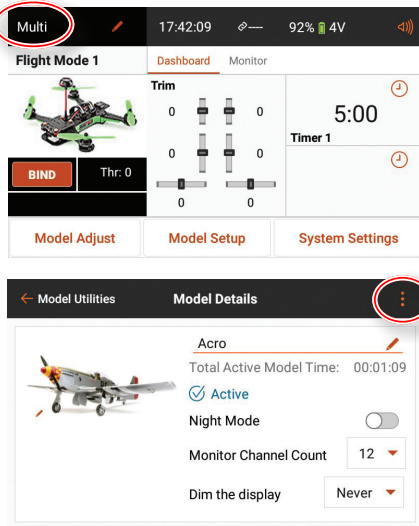 Multi 17:42:09 ---- 92% 4V
Flight Mode 1 Dashboard Monitor
Trim
0 0
5:00
Timer 1
0 0
BIND Thr: 0
0 0
Model Adjust Model Setup System Settings
← Model Utilities Model Details
Acro
Total Active Model Time: 00:01:09
Active
Night Mode
Monitor Channel Count 12
Dim the display Never